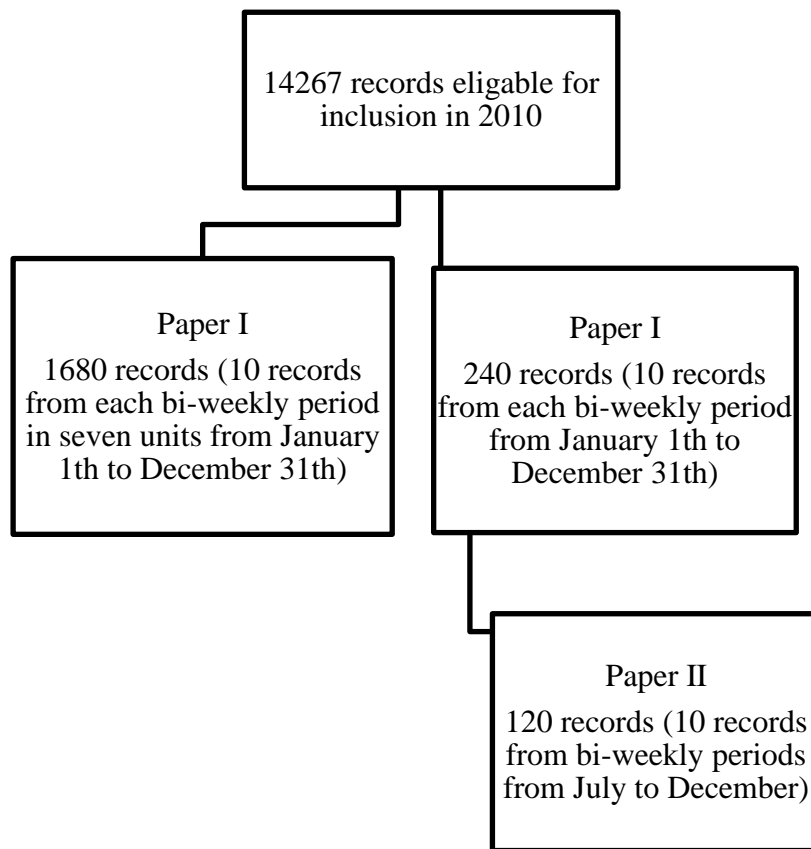 14267 records eligable for
inclusion in 2010
Paper I
1680 records (10 records
from each bi-weekly period
in seven units from January
1th to December 31th)
Paper I
240 records (10 records
from each bi-weekly period
from January 1th to
December 31th)
Paper II
120 records (10 records
from bi-weekly periods
from July to December)